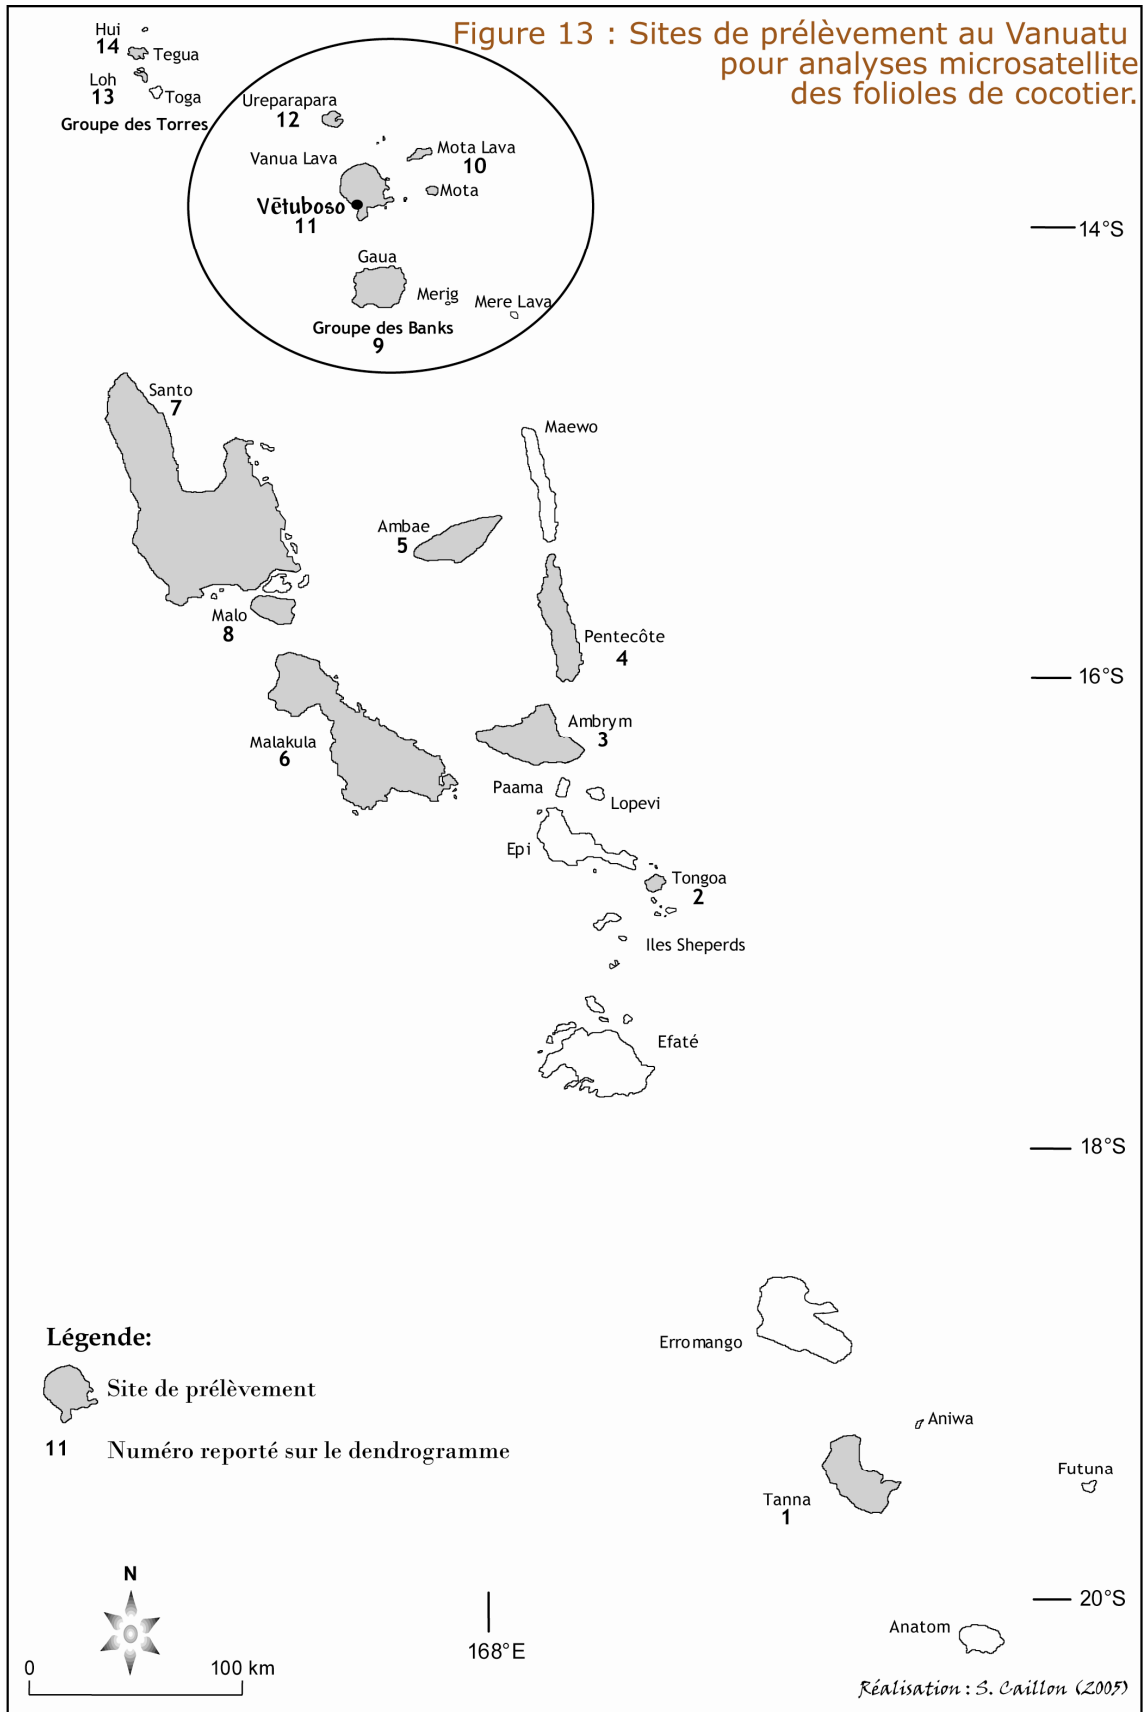 Figure 13 : Sites de prélèvement au Vanuatu
pour analyses microsatellite
des folioles de cocotier.
Hui
14
Tegua
Loh
13
Toga
Groupe des Torres
Ureparapara
12
Vanua Lava
Mota Lava
10
Mota
Vētuboso
11
14°S
Gaua
Merig
Mere Lava
Groupe des Banks
9
Santo
7
Maewo
Ambae
5
Malo
8
Pentecôte
4
16°S
Ambrym
3
Malakula
6
Paama
Lopevi
Epi
Tongoa
2
Iles Sheperds
Efaté
18°S
Erromango
Légende:
Site de prélèvement
11 Numéro reporté sur le dendrogramme
Aniwa
Futuna
Tanna
1
N
20°S
168°E
Anatom
0 100 km
Réalisation : S. Caillon (2005)